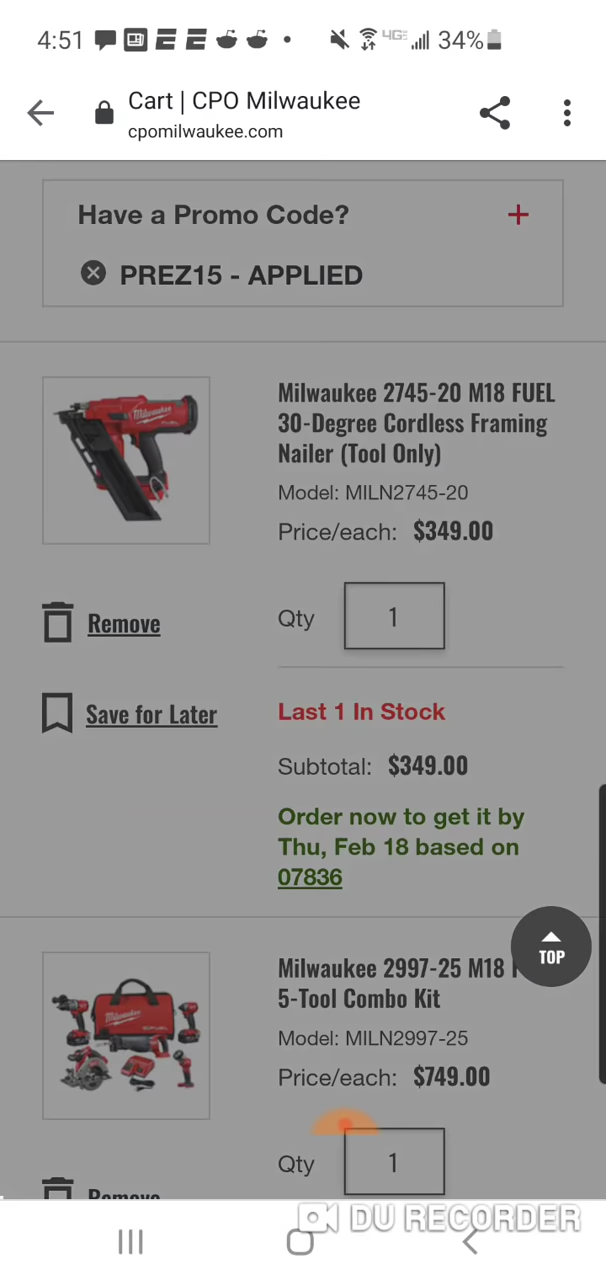 4:51
4GE
34%
Cart | CPO Milwaukee
cpomilwaukee.com
Have a Promo Code?
+
PREZ15 - APPLIED
Milwaukee 2745-20 M18 FUEL
30-Degree Cordless Framing
Nailer (Tool Only)
Model: MILN2745-20
Price/each: $349.00
Milwaukee
Remove
Qty 1
Save for Later
Last 1 In Stock
Subtotal: $349.00
Order now to get it by
Thu, Feb 18 based on
07836
TOP
Milwaukee 2997-25 M18
5-Tool Combo Kit
Model: MILN2997-25
Price/each: $749.00
Milwaukee
Qty 1
Remove
DU RECORDER